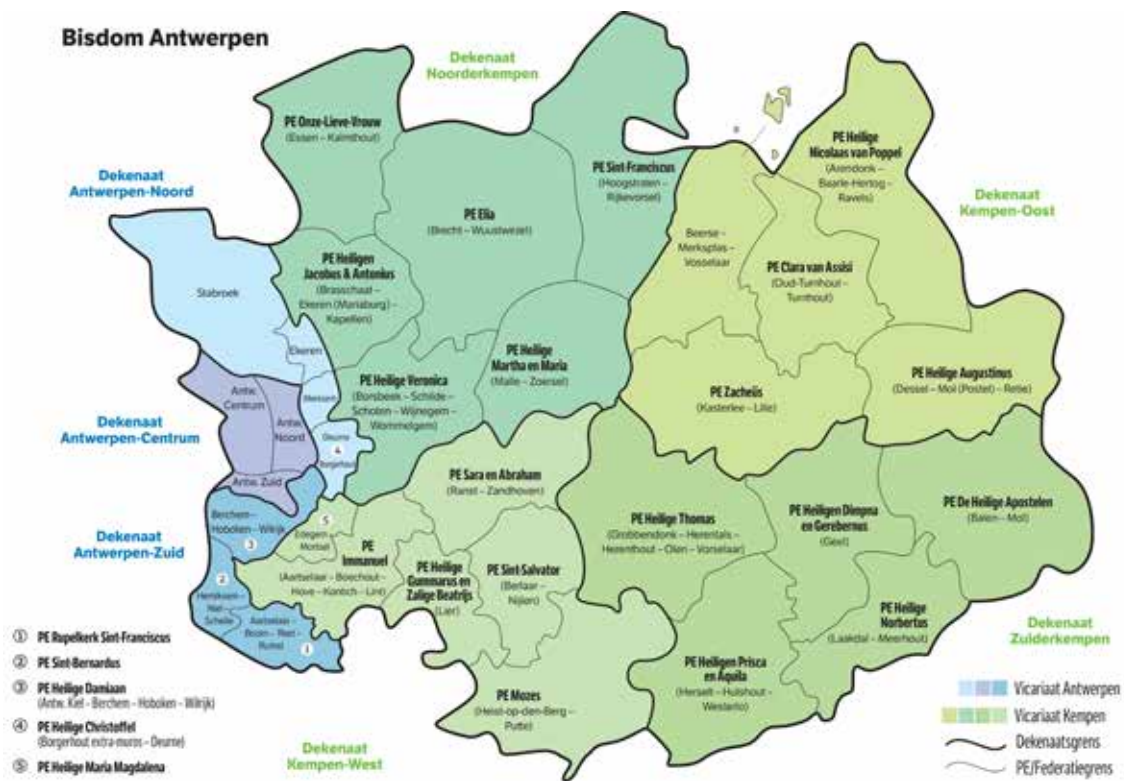 Bisdom Antwerpen
Dekenaat
Noorderkempen
PE Onze-Lieve-Vrouw
(Essen – Kalmthout)
PE Elia
(Brecht – Wuustwezel)
PE Sint-Franciscus
(Hoogstraten –
Rijkevorsel)
PE Heilige
Nicolaas van Poppel
(Arendonk –
Baarle-Hertog –
Ravels)
Dekenaat
Kempen-Oost
Dekenaat
Antwerpen-Noord
Stabroek
Ekeren
Merksem
PE Heiligen
Jacobus & Antonius
(Brasschaat –
Ekeren (Mariaburg) –
Kapellen)
Beerse –
Merksplas –
Vosselaar
PE Clara van Assisi
(Oud-Turnhout –
Turnhout)
PE Heilige
Martha en Maria
(Malle – Zoersel)
PE Heilige Veronica
(Borsbeek – Schilde –
Schoten – Wijnegem –
Wommelgem)
PE Zacheüs
(Kasterlee – Lille)
PE Heilige Augustinus
(Dessel – Mol (Postel) – Retie)
Dekenaat
Antwerpen-Centrum
Antw.
Centrum
Antw.
Noord
Antw. Zuid
Deurne
4
Borgerhout
Dekenaat
Antwerpen-Zuid
Berchem –
Hoboken – Wilrijk
3
5
Edegem –
Mortsel
PE
Immanuel
(Aartselaar – Boechout –
Hove – Kontich – Lint)
PE Sara en Abraham
(Ranst – Zandhoven)
PE Heilige
Gummarus en
Zalige Beatrijs
(Lier)
PE Sint-Salvator
(Berlaar –
Nijlen)
PE Heilige Thomas
(Grobbendonk – Herentals –
Herenthout – Olen – Vorselaar)
PE Heiligen Dimpna
en Gerebernus
(Geel)
PE De Heilige Apostelen
(Balen – Mol)
2
Hemiksem –
Niel –
Schelle
Aartselaar –
Boom – Reet –
Rumst
1
PE Mozes
(Heist-op-den-Berg –
Putte)
PE Heiligen Prisca
en Aquila
(Herselt – Hulshout –
Westerlo)
PE Heilige
Norbertus
(Laakdal – Meerhout)
Dekenaat
Zuiderkempen
Dekenaat
Kempen-West
① PE Rupelkerk Sint-Franciscus
② PE Sint-Bernardus
③ PE Heilige Damiaan
(Antw. Kiel - Berchem – Hoboken – Wilrijk)
④ PE Heilige Christoffel
(Borgerhout extra-muros – Deurne)
⑤ PE Heilige Maria Magdalena
Vicariaat Antwerpen
Vicariaat Kempen
Dekenaatsgrens
PE/Federatiegrens